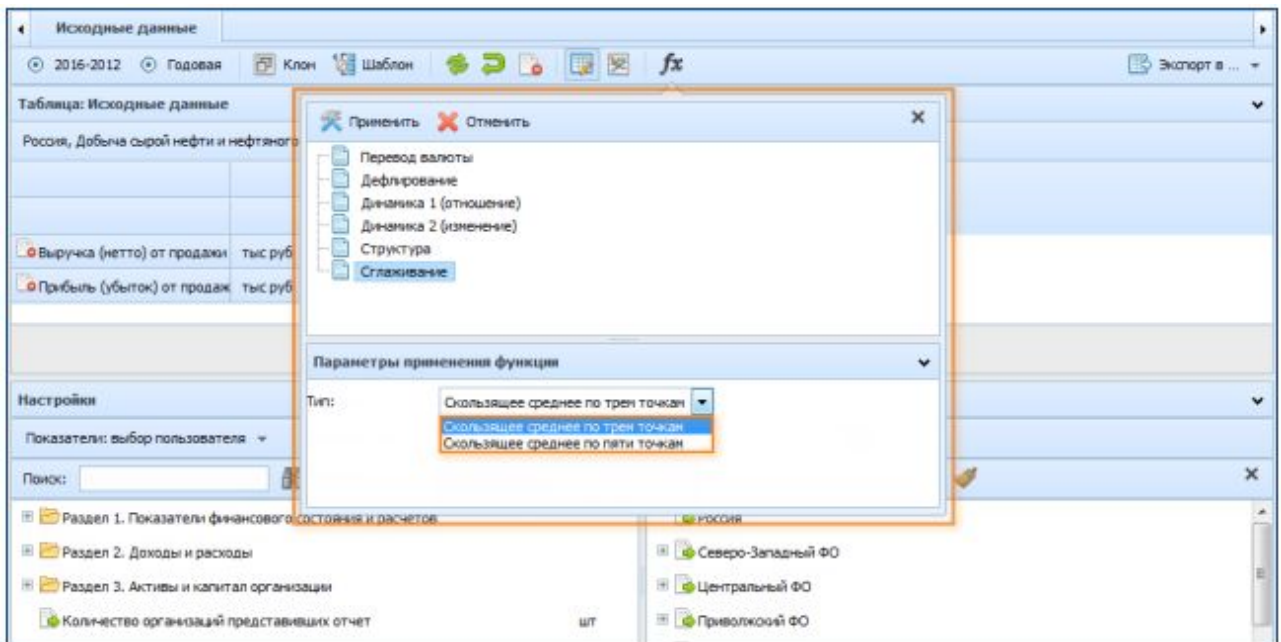 Исходные данные
2016-2012 Годовая Клон Шаблон fx Экспорт в ...
Таблица: Исходные данные
Применить Отменить
Россия, Добыча сырой нефти и нефтяного
Перевод валюты
Дефлирование
Динамика 1 (отношение)
Динамика 2 (изменение)
Структура
Сглаживание
Выручка (нетто) от продажи тыс руб
Прибыль (убыток) от продаж тыс руб
Параметры применения функции
Настройки
Тип: Скользящее среднее по трем точкам
Скользящее среднее по трем точкам
Скользящее среднее по пяти точкам
Показатели: выбор пользователя
Поиск:
Раздел 1. Показатели финансового состояния и расчетов
Россия
Раздел 2. Доходы и расходы
Северо-Западный ФО
Раздел 3. Активы и капитал организации
Центральный ФО
Количество организаций представивших отчет шт
Приволжский ФО